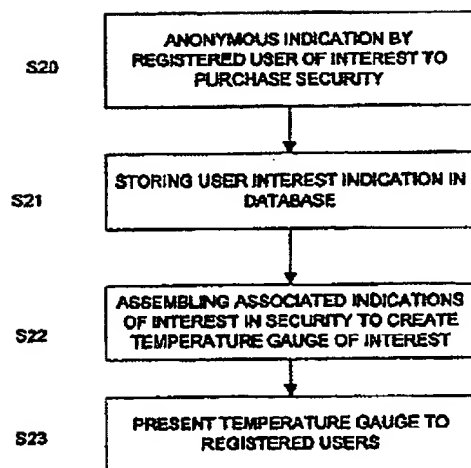 S20
ANONYMOUS INDICATION BY
REGISTERED USER OF INTEREST TO
PURCHASE SECURITY
S21
STORING USER INTEREST INDICATION IN
DATABASE
S22
ASSEMBLING ASSOCIATED INDICATIONS
OF INTEREST IN SECURITY TO CREATE
TEMPERATURE GAUGE OF INTEREST
S23
PRESENT TEMPERATURE GAUGE TO
REGISTERED USERS